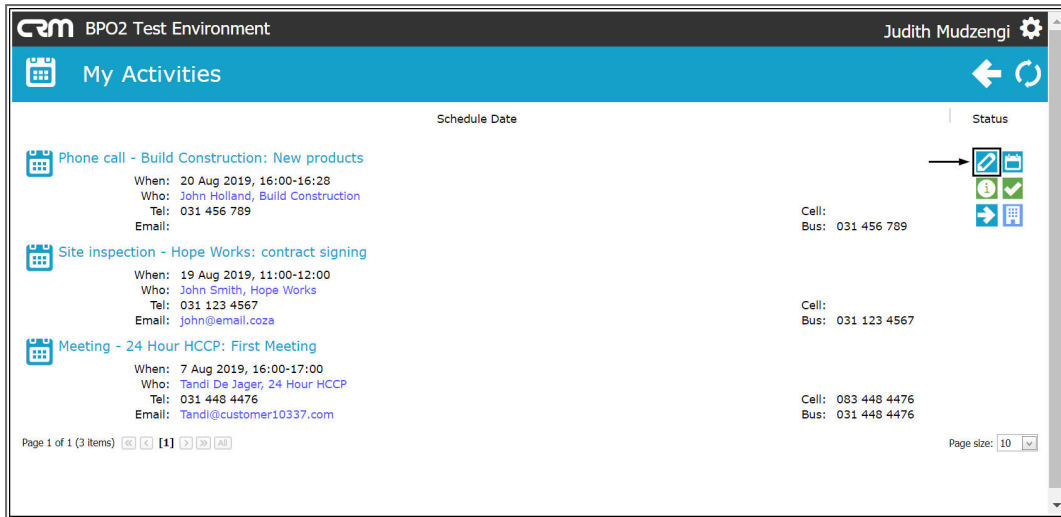 CRM BPO2 Test Environment Judith Mudzengi
My Activities
Schedule Date Status
Phone call - Build Construction: New products
When: 20 Aug 2019, 16:00-16:28
Who: John Holland, Build Construction
Tel: 031 456 789 Cell:
Email: Bus: 031 456 789
Site inspection - Hope Works: contract signing
When: 19 Aug 2019, 11:00-12:00
Who: John Smith, Hope Works
Tel: 031 123 4567 Cell:
Email: john@email.coza Bus: 031 123 4567
Meeting - 24 Hour HCCP: First Meeting
When: 7 Aug 2019, 16:00-17:00
Who: Tandi De Jager, 24 Hour HCCP
Tel: 031 448 4476 Cell: 083 448 4476
Email: Tandi@customer10337.com Bus: 031 448 4476
Page 1 of 1 (3 items) « < [1] > » All Page size: 10